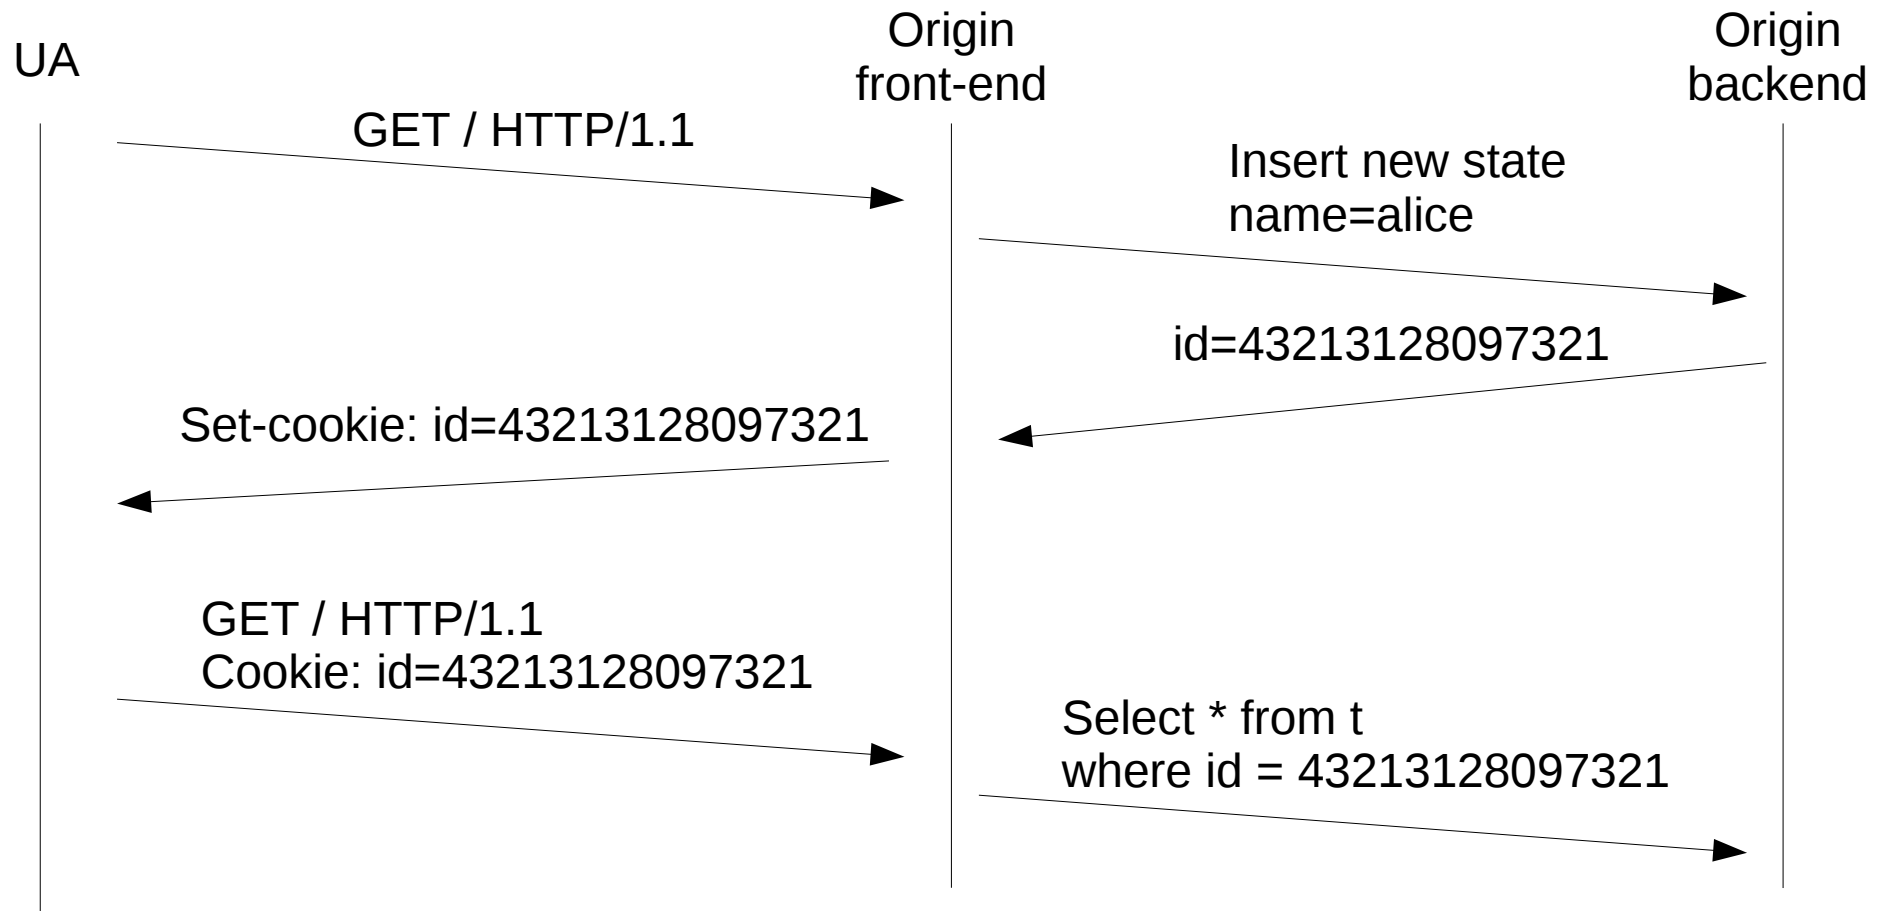 UA
Origin
front-end
Origin
backend
GET / HTTP/1.1
Insert new state
name=alice
id=43213128097321
Set-cookie: id=43213128097321
GET / HTTP/1.1
Cookie: id=43213128097321
Select * from t
where id = 43213128097321